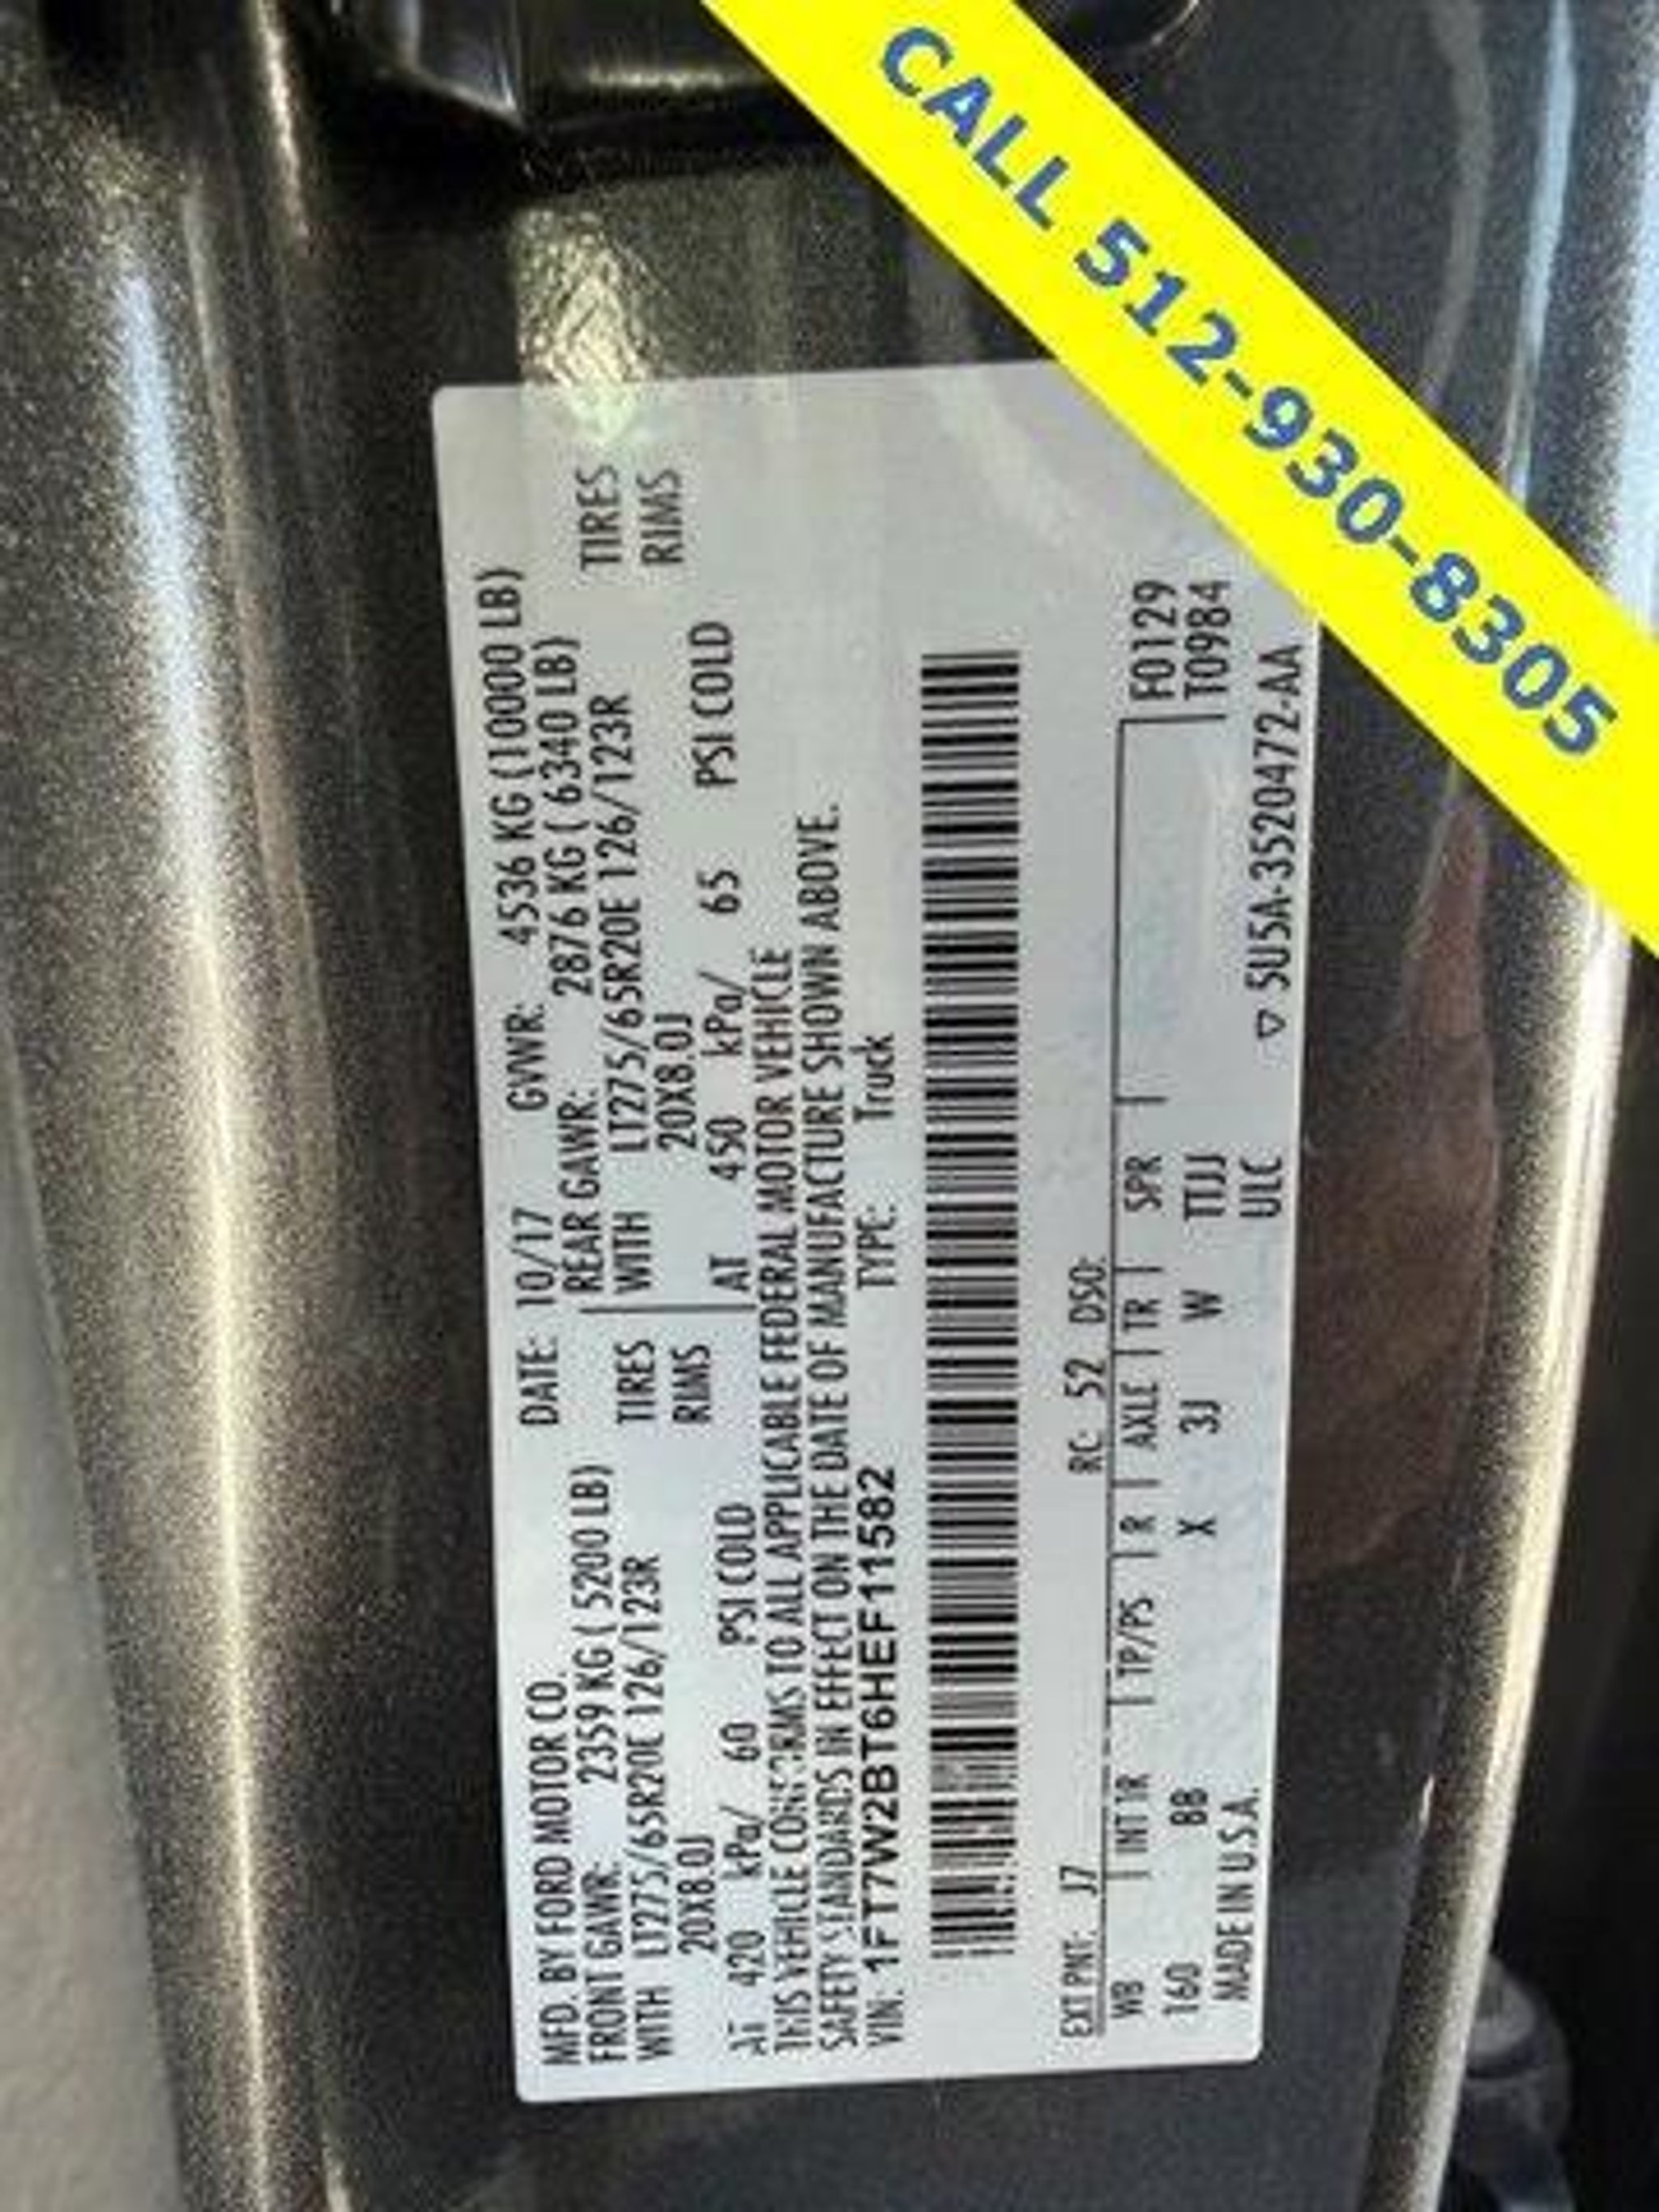 CALL 512-930-8305
MFD. BY FORD MOTOR CO. DATE: 10/17 GVWR: 4536 KG (10000 LB)
FRONT GAWR: 2359 KG ( 5200 LB) REAR GAWR: 2876 KG ( 6340 LB)
WITH LT275/65R20E 126/123R TIRES WITH LT275/65R20E 126/123R TIRES
20X8.0J RIMS 20X8.0J RIMS
AT 420 kPa/ 60 PSI COLD AT 450 kPa/ 65 PSI COLD
THIS VEHICLE CONFORMS TO ALL APPLICABLE FEDERAL MOTOR VEHICLE
SAFETY STANDARDS IN EFFECT ON THE DATE OF MANUFACTURE SHOWN ABOVE.
VIN: 1FT7W2BT6HEF11582 TYPE: Truck
EXT PNT: J7 RC: 52 DSO:
WB INT TR TP/PS R AXLE TR SPR F0129
160 BB X 3J W TTJJ T0984
MADE IN U.S.A. ULC ▽ 5U5A-3520472-AA